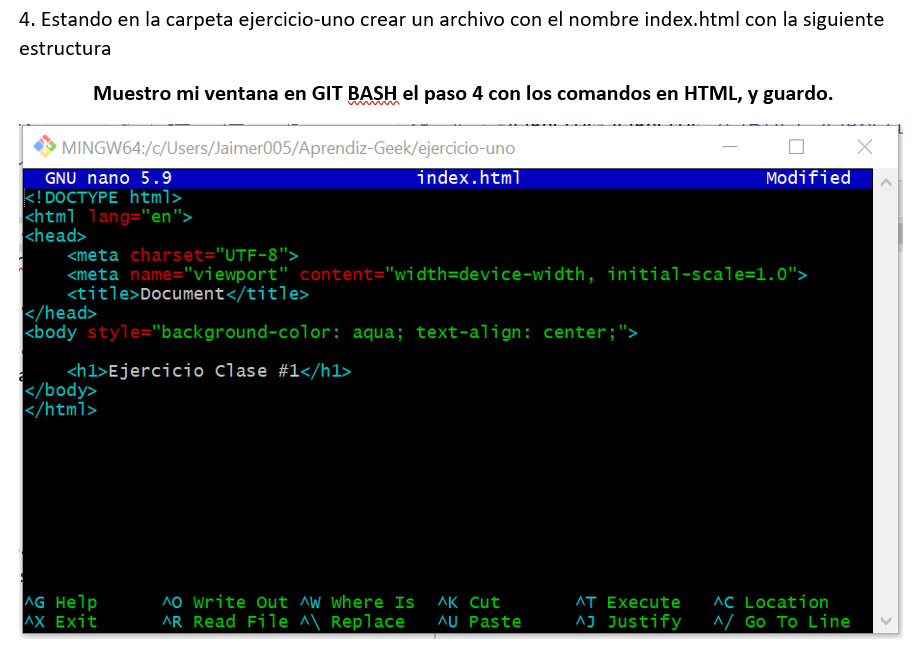 4. Estando en la carpeta ejercicio-uno crear un archivo con el nombre index.html con la siguiente
estructura
Muestro mi ventana en GIT BASH el paso 4 con los comandos en HTML, y guardo.
MINGW64:/c/Users/Jaimer005/Aprendiz-Geek/ejercicio-uno
GNU nano 5.9 index.html Modified
<!DOCTYPE html>
<html lang="en">
<head>
    <meta charset="UTF-8">
    <meta name="viewport" content="width=device-width, initial-scale=1.0">
    <title>Document</title>
</head>
<body style="background-color: aqua; text-align: center;">
    <h1>Ejercicio Clase #1</h1>
</body>
</html>
^G Help ^O Write Out ^W Where Is ^K Cut ^T Execute ^C Location
^X Exit ^R Read File ^\ Replace ^U Paste ^J Justify ^/ Go To Line